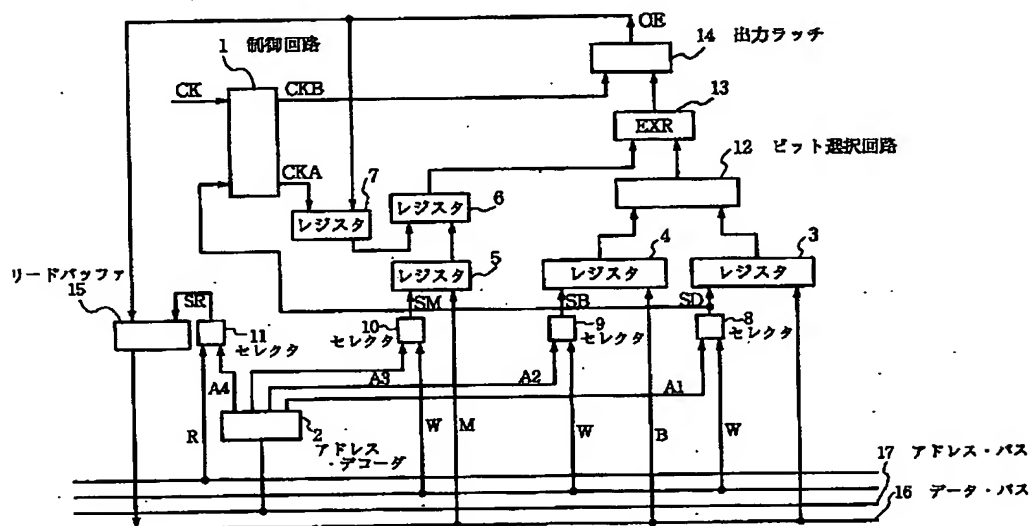 OE
14 出力ラッチ
1 制御回路
CK
CKB
13
EXR
12 ビット選択回路
CKA
7
レジスタ
6
レジスタ
5
レジスタ
4
レジスタ
3
レジスタ
リードバッファ
15
SR
SM
SB
SD
11
セレクタ
10
セレクタ
9
セレクタ
8
セレクタ
A4
A3
A2
A1
2
アドレス
・デコーダ
R
W
M
W
B
W
17 アドレス・バス
16 データ・バス